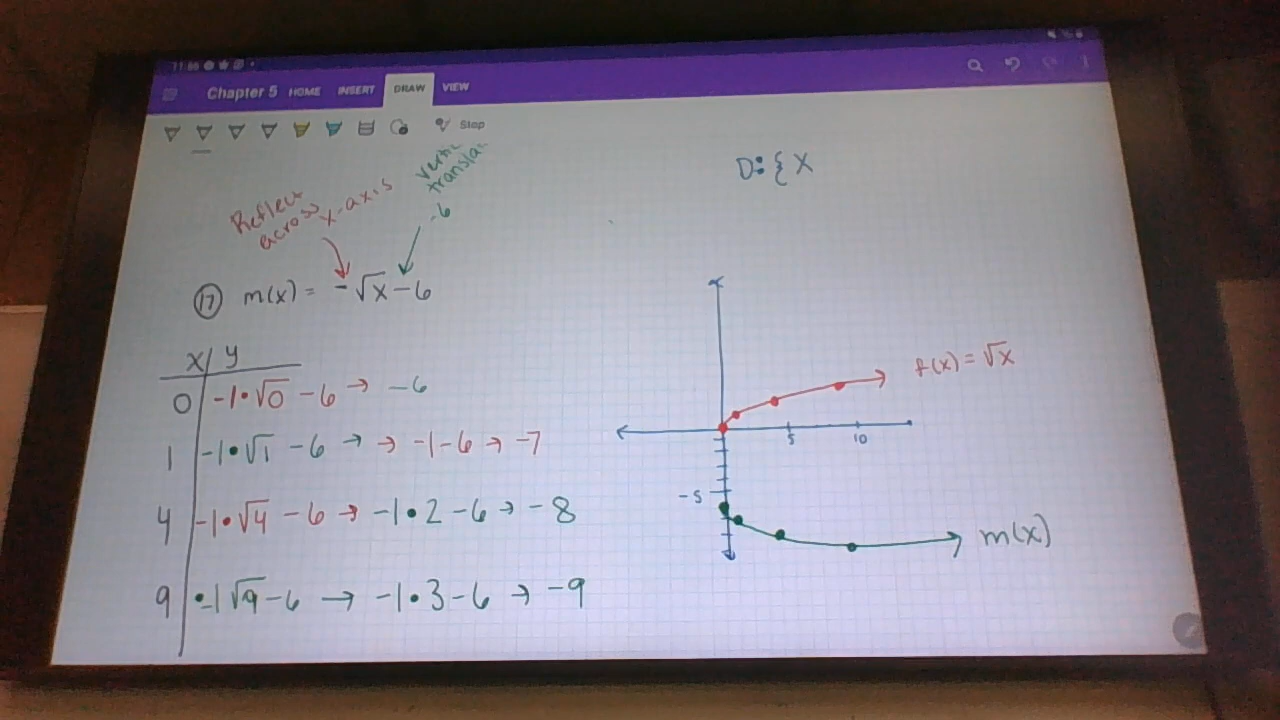 11:56
Chapter 5 HOME INSERT DRAW VIEW
Stop
Reflect
across x-axis
translat
-6
D: { X
17 m(x) = -√x - 6
x y
0 -1•√0 - 6 → -6
1 -1•√1 - 6 → → -1-6 → -7
4 -1•√4 - 6 → -1•2-6 → -8
9 •-1√9-6 → -1•3-6 → -9
f(x) = √x
5 10
-5
m(x)